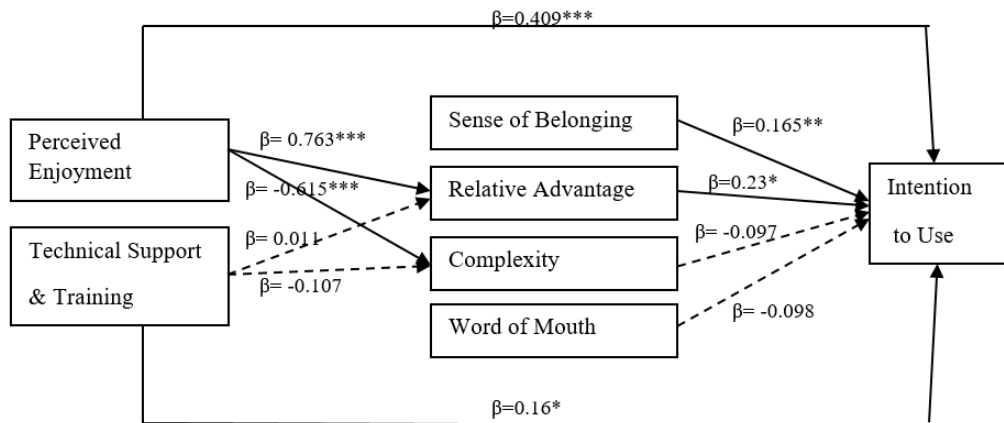 β=0.409***
Perceived
Enjoyment
β= 0.763***
β= -0.615***
Technical Support
& Training
β= 0.011
β= -0.107
Sense of Belonging
Relative Advantage
Complexity
Word of Mouth
β=0.165**
β=0.23*
β= -0.097
β= -0.098
Intention
to Use
β=0.16*